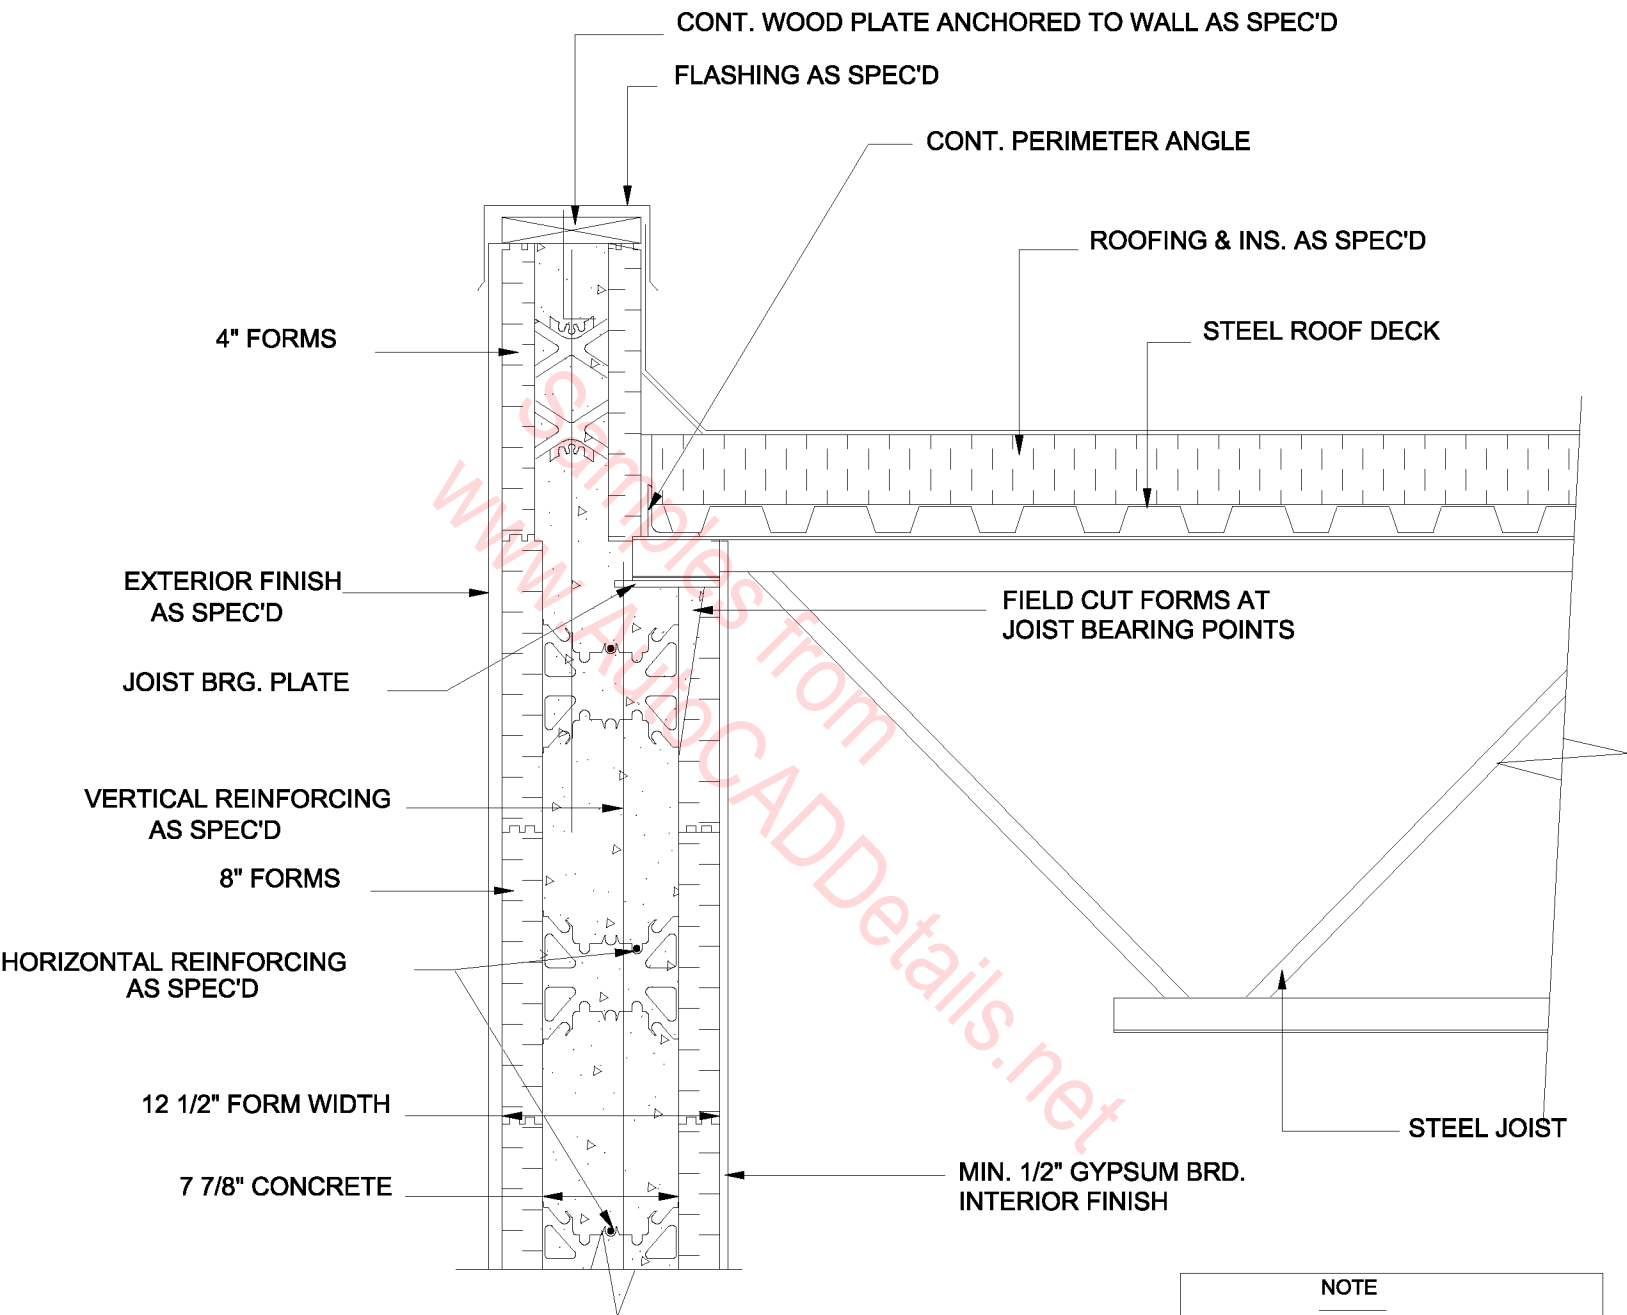 CONT. WOOD PLATE ANCHORED TO WALL AS SPEC'D
FLASHING AS SPEC'D
CONT. PERIMETER ANGLE
ROOFING & INS. AS SPEC'D
STEEL ROOF DECK
4" FORMS
EXTERIOR FINISH
AS SPEC'D
FIELD CUT FORMS AT
JOIST BEARING POINTS
JOIST BRG. PLATE
VERTICAL REINFORCING
AS SPEC'D
8" FORMS
HORIZONTAL REINFORCING
AS SPEC'D
12 1/2" FORM WIDTH
STEEL JOIST
7 7/8" CONCRETE
MIN. 1/2" GYPSUM BRD.
INTERIOR FINISH
NOTE
Samples from
www.AutoCADDetails.net